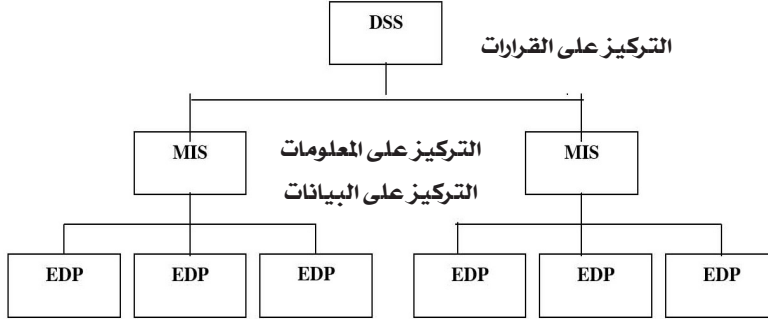 DSS
التركيز على القرارات
MIS
التركيز على المعلومات
MIS
التركيز على البيانات
EDP
EDP
EDP
EDP
EDP
EDP